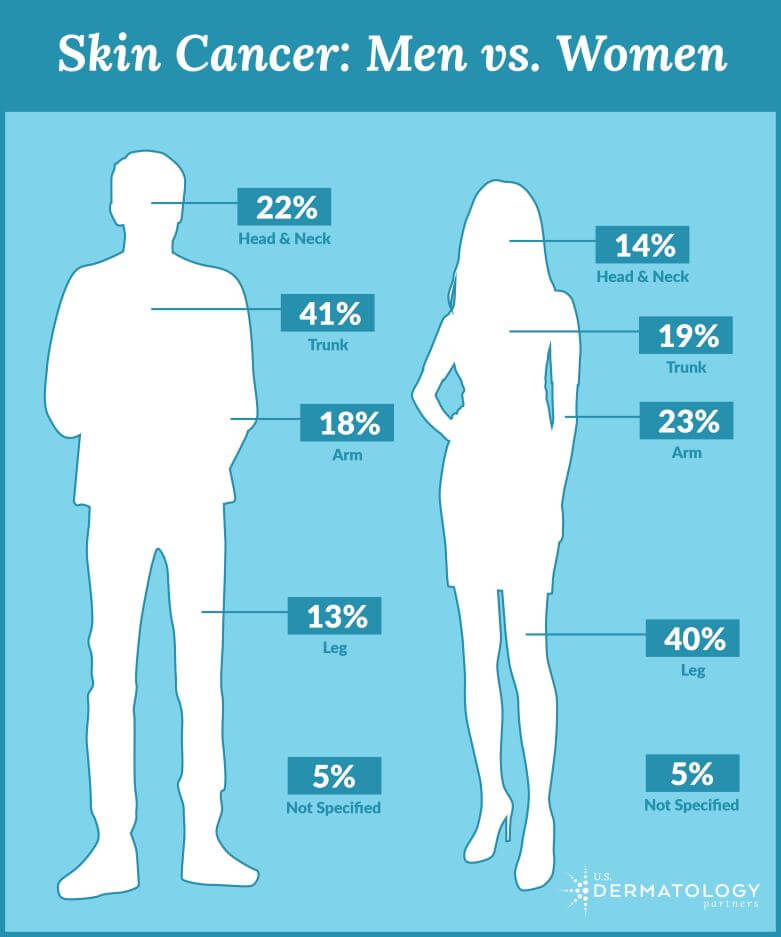 Skin Cancer: Men vs. Women
22%
Head & Neck
41%
Trunk
18%
Arm
13%
Leg
5%
Not Specified
14%
Head & Neck
19%
Trunk
23%
Arm
40%
Leg
5%
Not Specified
U.S.
DERMATOLOGY
partners